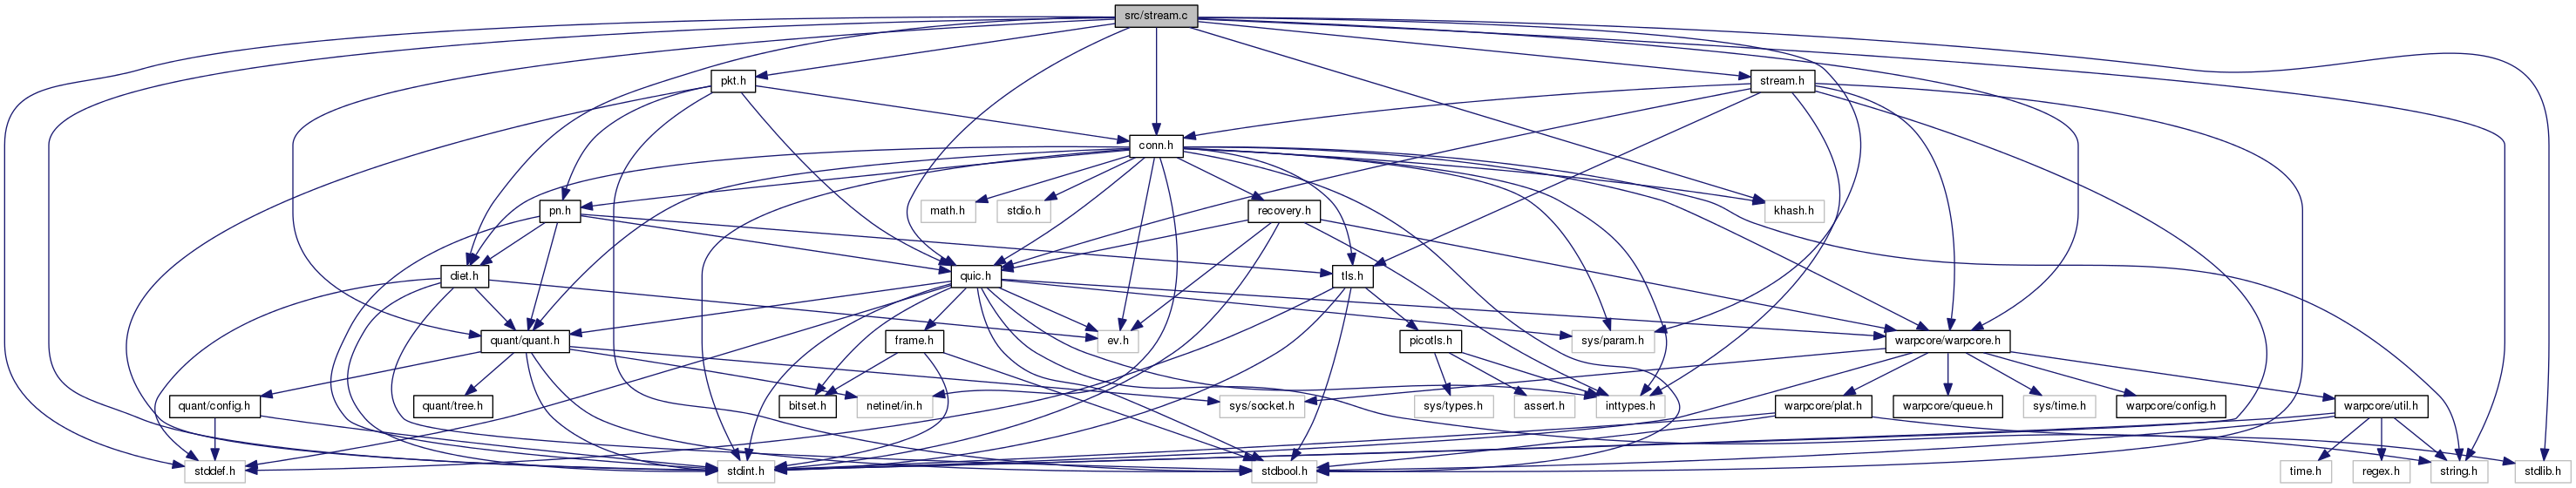 src/stream.c
pkt.h
stream.h
conn.h
pn.h
math.h
stdio.h
recovery.h
khash.h
diet.h
quic.h
tls.h
quant/quant.h
frame.h
ev.h
sys/param.h
picotls.h
warpcore/warpcore.h
quant/config.h
quant/tree.h
bitset.h
netinet/in.h
sys/socket.h
sys/types.h
assert.h
inttypes.h
warpcore/plat.h
warpcore/queue.h
sys/time.h
warpcore/config.h
warpcore/util.h
stddef.h
stdint.h
stdbool.h
time.h
regex.h
string.h
stdlib.h